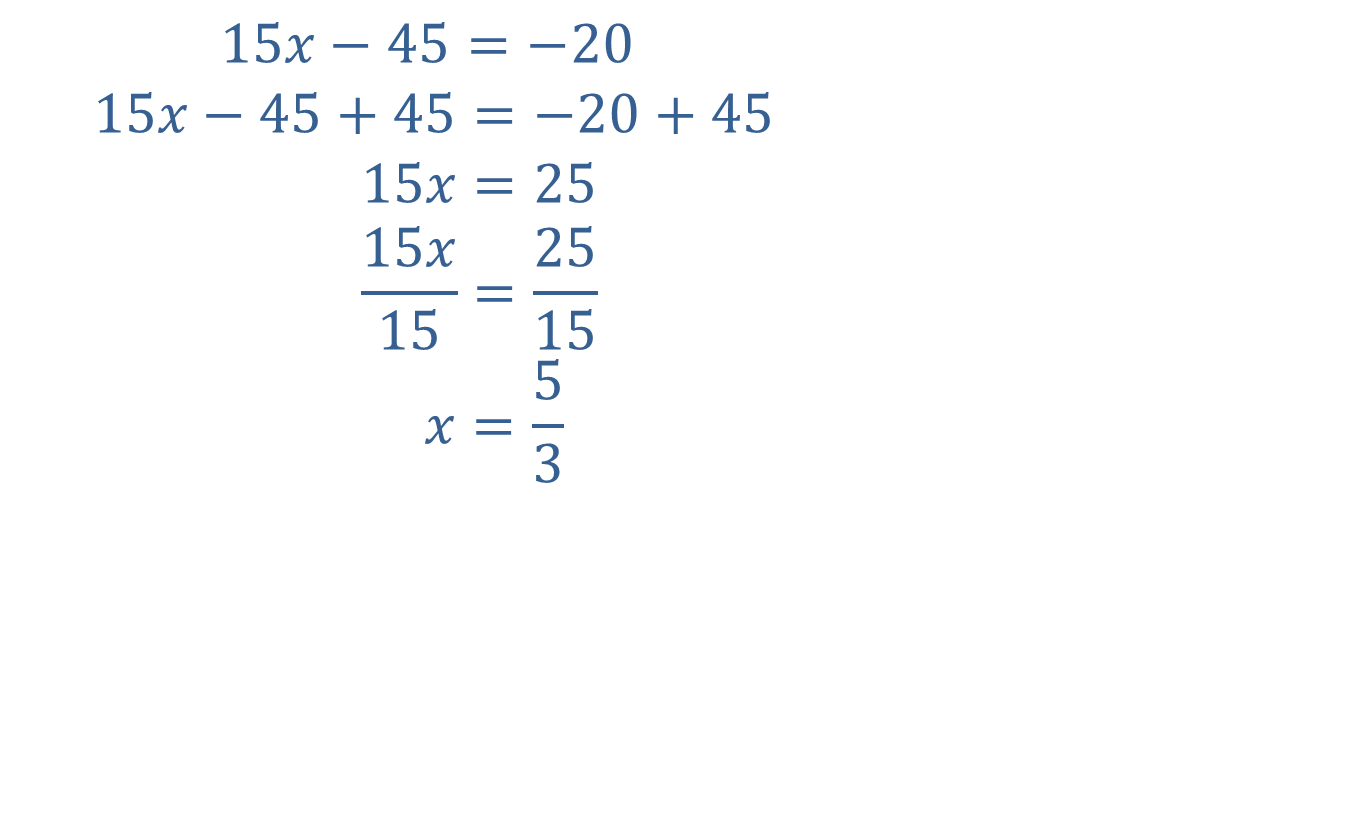 15x − 45 = −20
15x − 45 + 45 = −20 + 45
15x = 25
15x/15 = 25/15
x = 5/3